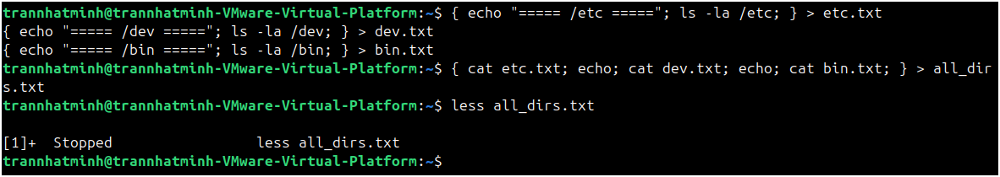 trannhatminh@trannhatminh-VMware-Virtual-Platform:~$ { echo "===== /etc ====="; ls -la /etc; } > etc.txt
{ echo "===== /dev ====="; ls -la /dev; } > dev.txt
{ echo "===== /bin ====="; ls -la /bin; } > bin.txt
trannhatminh@trannhatminh-VMware-Virtual-Platform:~$ { cat etc.txt; echo; cat dev.txt; echo; cat bin.txt; } > all_dir
s.txt
trannhatminh@trannhatminh-VMware-Virtual-Platform:~$ less all_dirs.txt
[1]+  Stopped                 less all_dirs.txt
trannhatminh@trannhatminh-VMware-Virtual-Platform:~$